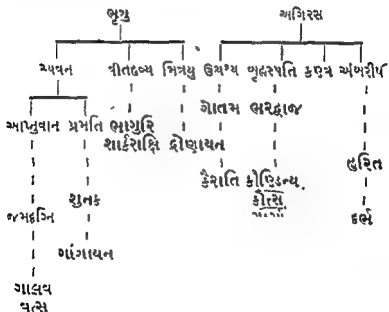 ભૃગુ અંગિરસ
ચ્યવન વીતહવ્ય મિત્રયુ ઉચથ્ય બૃહસ્પતિ કણ્વ અંબરીષ
ગોતમ ભરદ્વાજ
આપ્નુવાન પ્રમતિ ભાગુરિ
શાર્કરાક્ષિ દ્રોણાયન
હરિત
કૈરાતિ કૌણ્ડિન્ય
કૌત્સ
શુનક
જમદગ્નિ દર્ભ
ગાંગાયન
ગાલવ
વત્સ